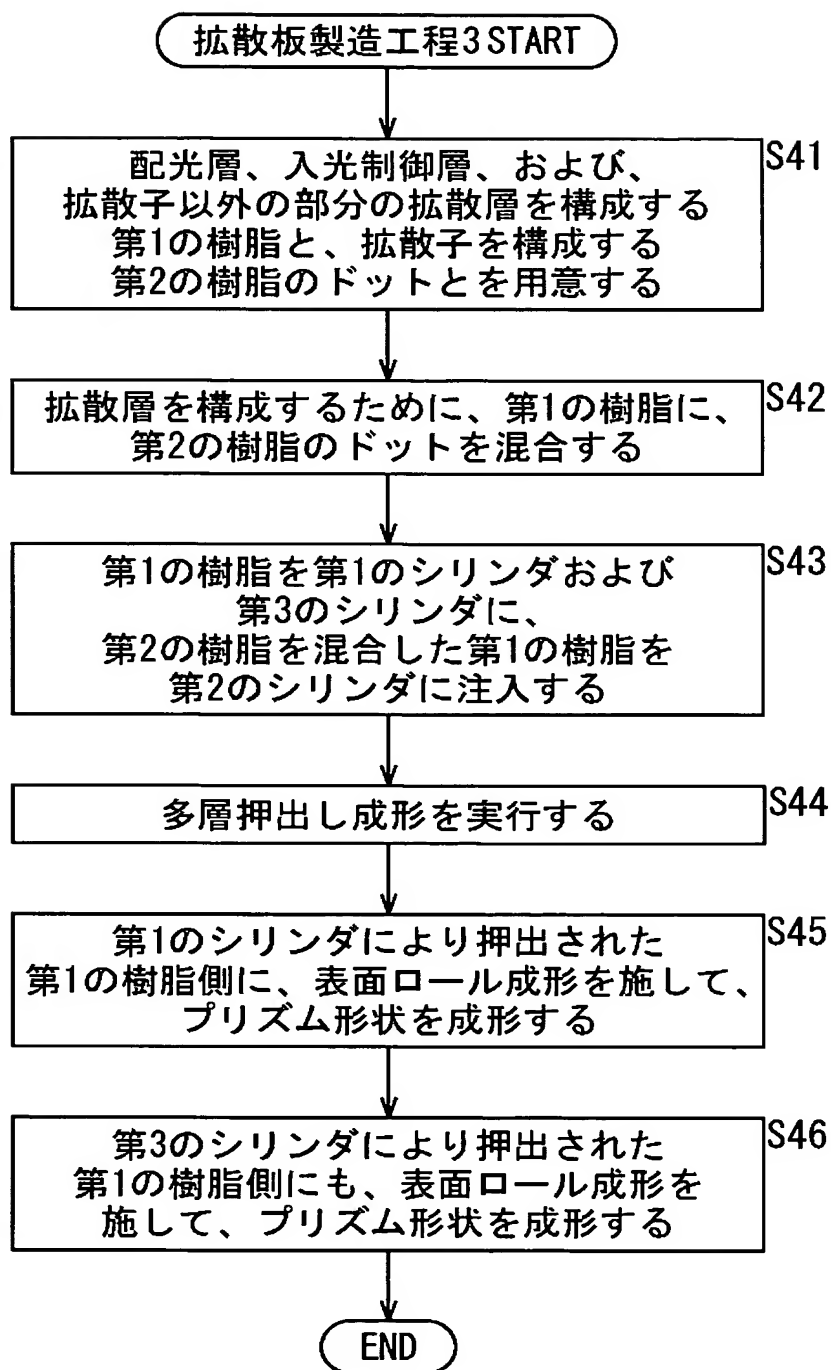 拡散板製造工程3 START
S41
配光層、入光制御層、および、
拡散子以外の部分の拡散層を構成する
第1の樹脂と、拡散子を構成する
第2の樹脂のドットとを用意する
S42
拡散層を構成するために、第1の樹脂に、
第2の樹脂のドットを混合する
S43
第1の樹脂を第1のシリンダおよび
第3のシリンダに、
第2の樹脂を混合した第1の樹脂を
第2のシリンダに注入する
S44
多層押出し成形を実行する
S45
第1のシリンダにより押出された
第1の樹脂側に、表面ロール成形を施して、
プリズム形状を成形する
S46
第3のシリンダにより押出された
第1の樹脂側にも、表面ロール成形を
施して、プリズム形状を成形する
END